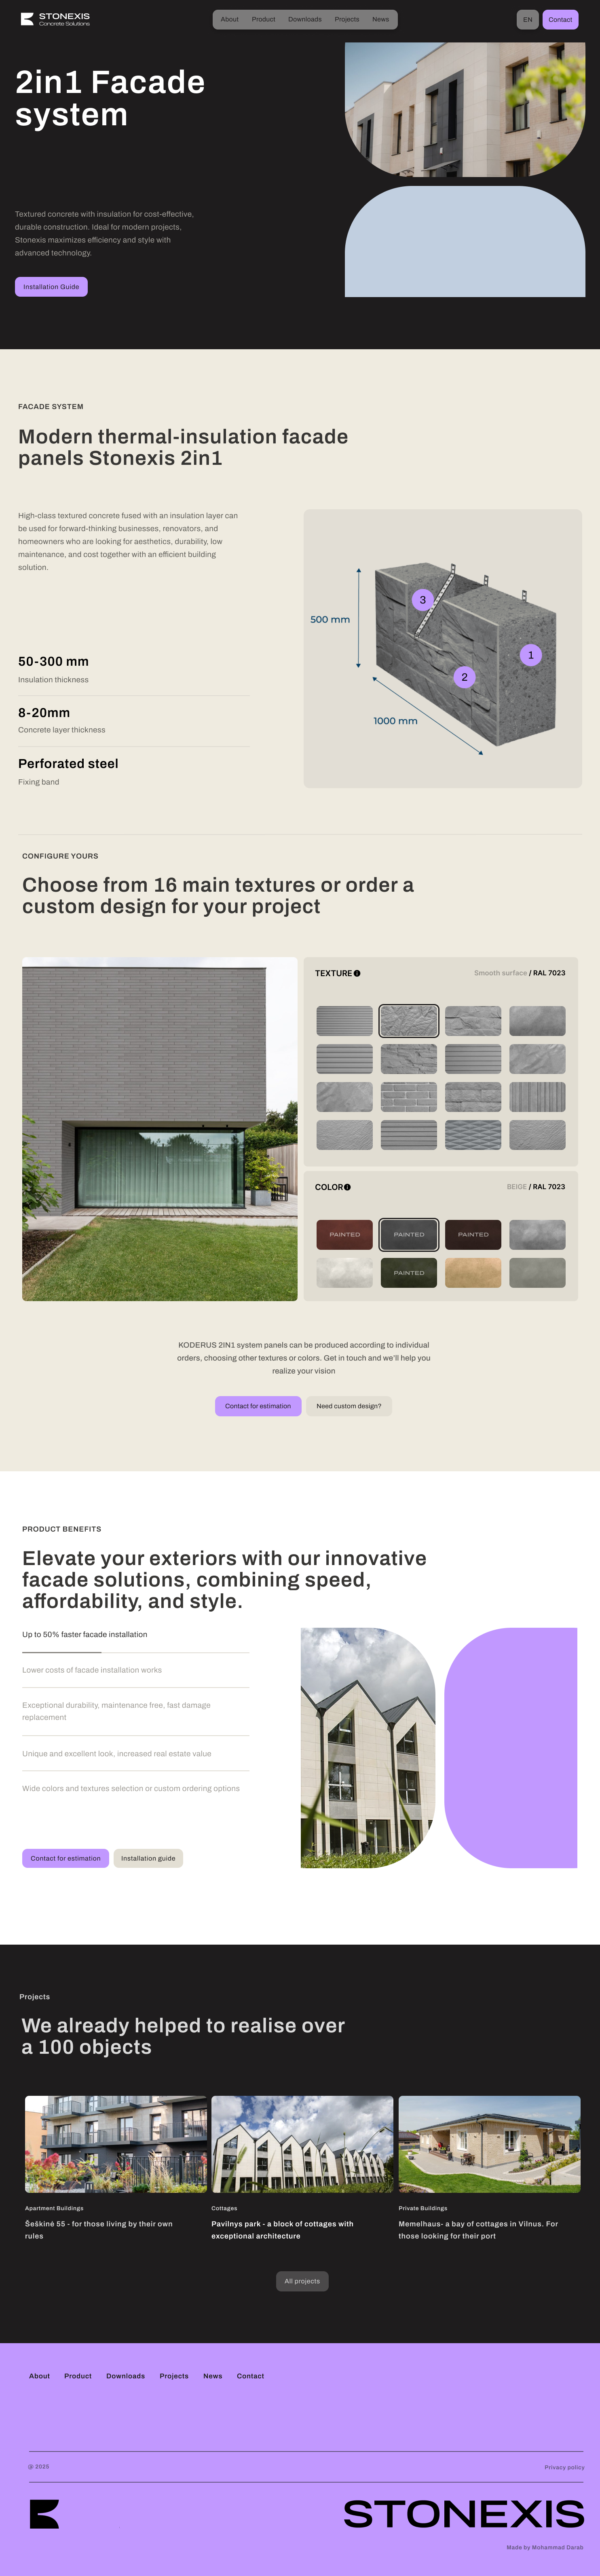 STONEXIS
Concrete Solutions
About Product Downloads Projects News
EN Contact
2in1 Facade
system
Textured concrete with insulation for cost-effective,
durable construction. Ideal for modern projects,
Stonexis maximizes efficiency and style with
advanced technology.
Installation Guide
FACADE SYSTEM
Modern thermal-insulation facade
panels Stonexis 2in1
High-class textured concrete fused with an insulation layer can
be used for forward-thinking businesses, renovators, and
homeowners who are looking for aesthetics, durability, low
maintenance, and cost together with an efficient building
solution.
50-300 mm
Insulation thickness
8-20mm
Concrete layer thickness
Perforated steel
Fixing band
3
500 mm
1
2
1000 mm
CONFIGURE YOURS
Choose from 16 main textures or order a
custom design for your project
TEXTURE
Smooth surface / RAL 7023
COLOR
BEIGE / RAL 7023
PAINTED PAINTED PAINTED
PAINTED
KODERUS 2IN1 system panels can be produced according to individual
orders, choosing other textures or colors. Get in touch and we'll help you
realize your vision
Contact for estimation Need custom design?
PRODUCT BENEFITS
Elevate your exteriors with our innovative
facade solutions, combining speed,
affordability, and style.
Up to 50% faster facade installation
Lower costs of facade installation works
Exceptional durability, maintenance free, fast damage
replacement
Unique and excellent look, increased real estate value
Wide colors and textures selection or custom ordering options
Contact for estimation Installation guide
Projects
We already helped to realise over
a 100 objects
Apartment Buildings
Šeškinė 55 - for those living by their own
rules
Cottages
Pavilnys park - a block of cottages with
exceptional architecture
Private Buildings
Memelhaus- a bay of cottages in Vilnus. For
those looking for their port
All projects
About Product Downloads Projects News Contact
@ 2025
Privacy policy
STONEXIS
Made by Mohammad Darab